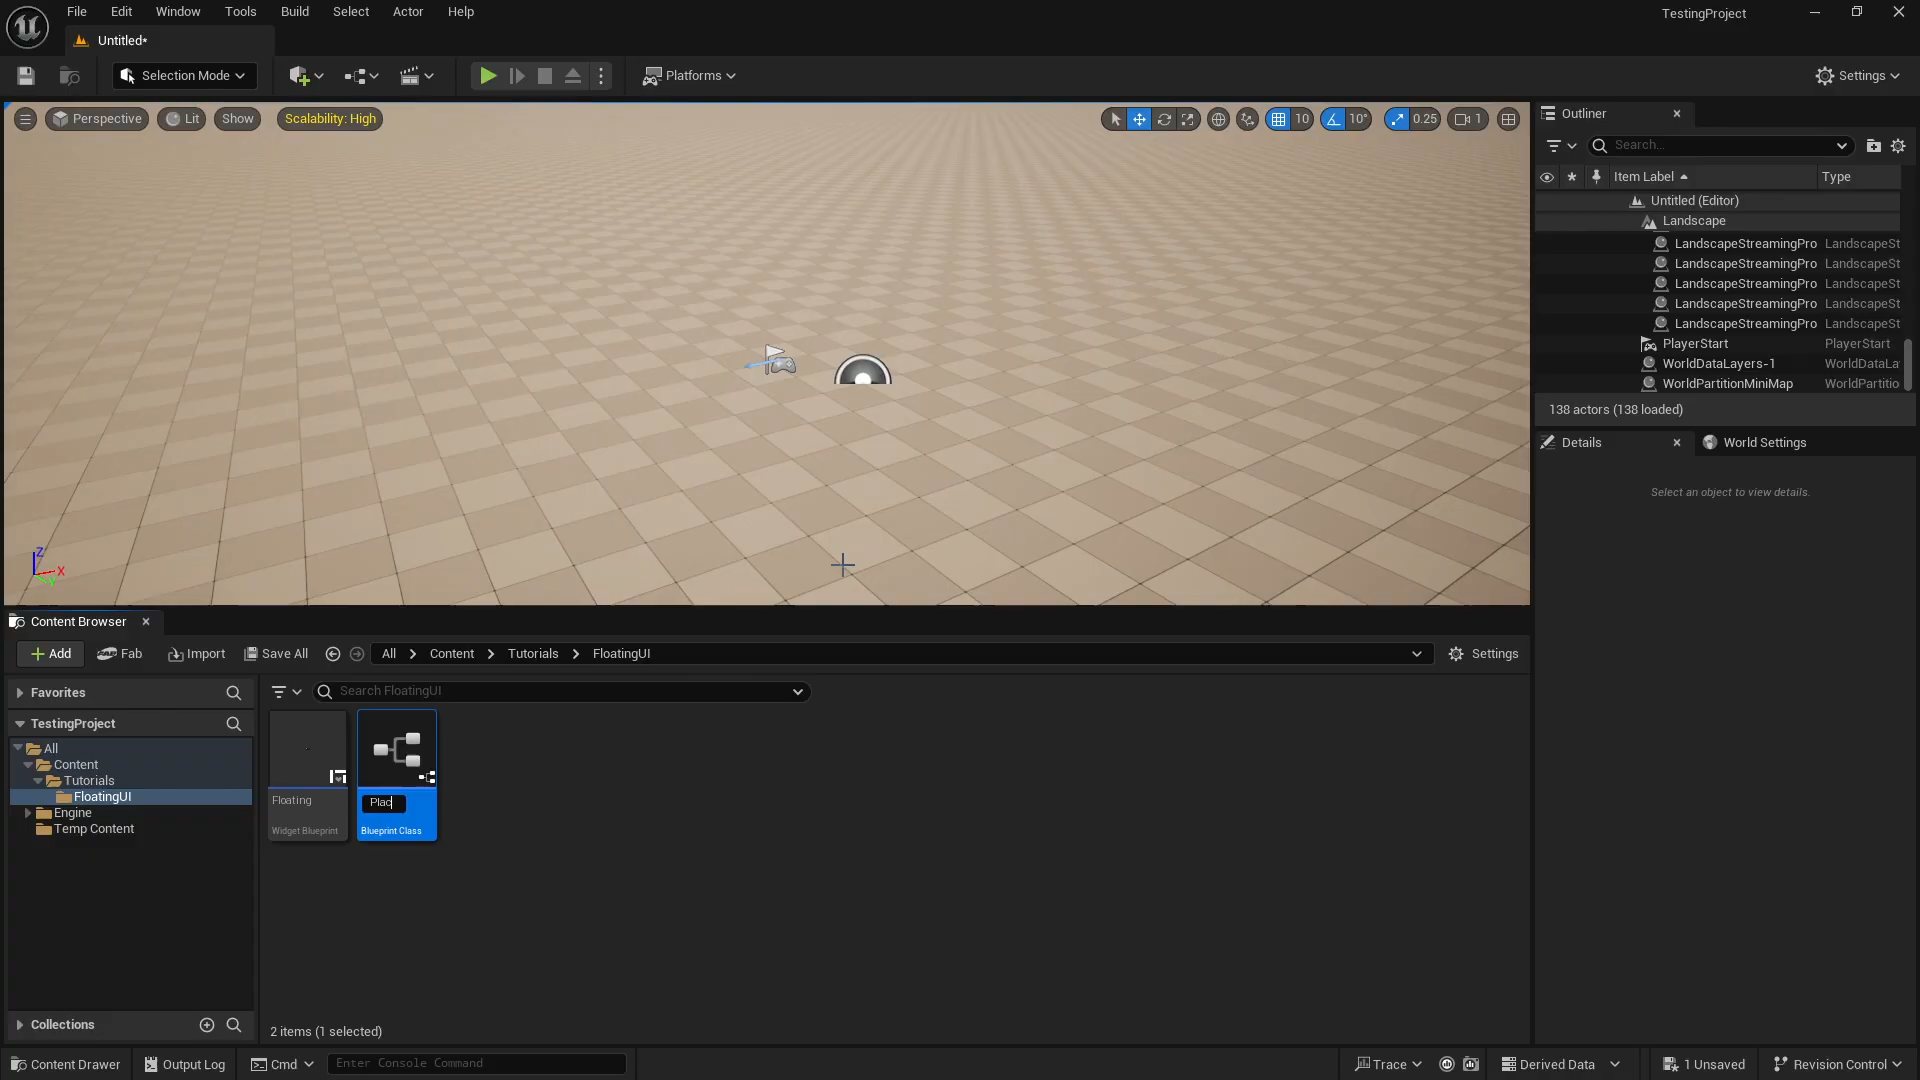 File Edit Window Tools Build Select Actor Help
TestingProject
Untitled*
Selection Mode
Platforms
Settings
Perspective
Lit
Show
Scalability: High
10
10°
0.25
1
Outliner
Search...
Item Label
Type
Untitled (Editor)
Landscape
LandscapeStreamingPro LandscapeSt
LandscapeStreamingPro LandscapeSt
LandscapeStreamingPro LandscapeSt
LandscapeStreamingPro LandscapeSt
LandscapeStreamingPro LandscapeSt
PlayerStart PlayerStart
WorldDataLayers-1 WorldDataLa
WorldPartitionMiniMap WorldPartitio
138 actors (138 loaded)
Details
World Settings
Select an object to view details.
Z
X
Y
Content Browser
Add
Fab
Import
Save All
All
Content
Tutorials
FloatingUI
Settings
Favorites
TestingProject
All
Content
Tutorials
FloatingUI
Engine
Temp Content
Collections
Search FloatingUI
Floating
Widget Blueprint
Plac
Blueprint Class
2 items (1 selected)
Content Drawer
Output Log
Cmd
Enter Console Command
Trace
Derived Data
1 Unsaved
Revision Control